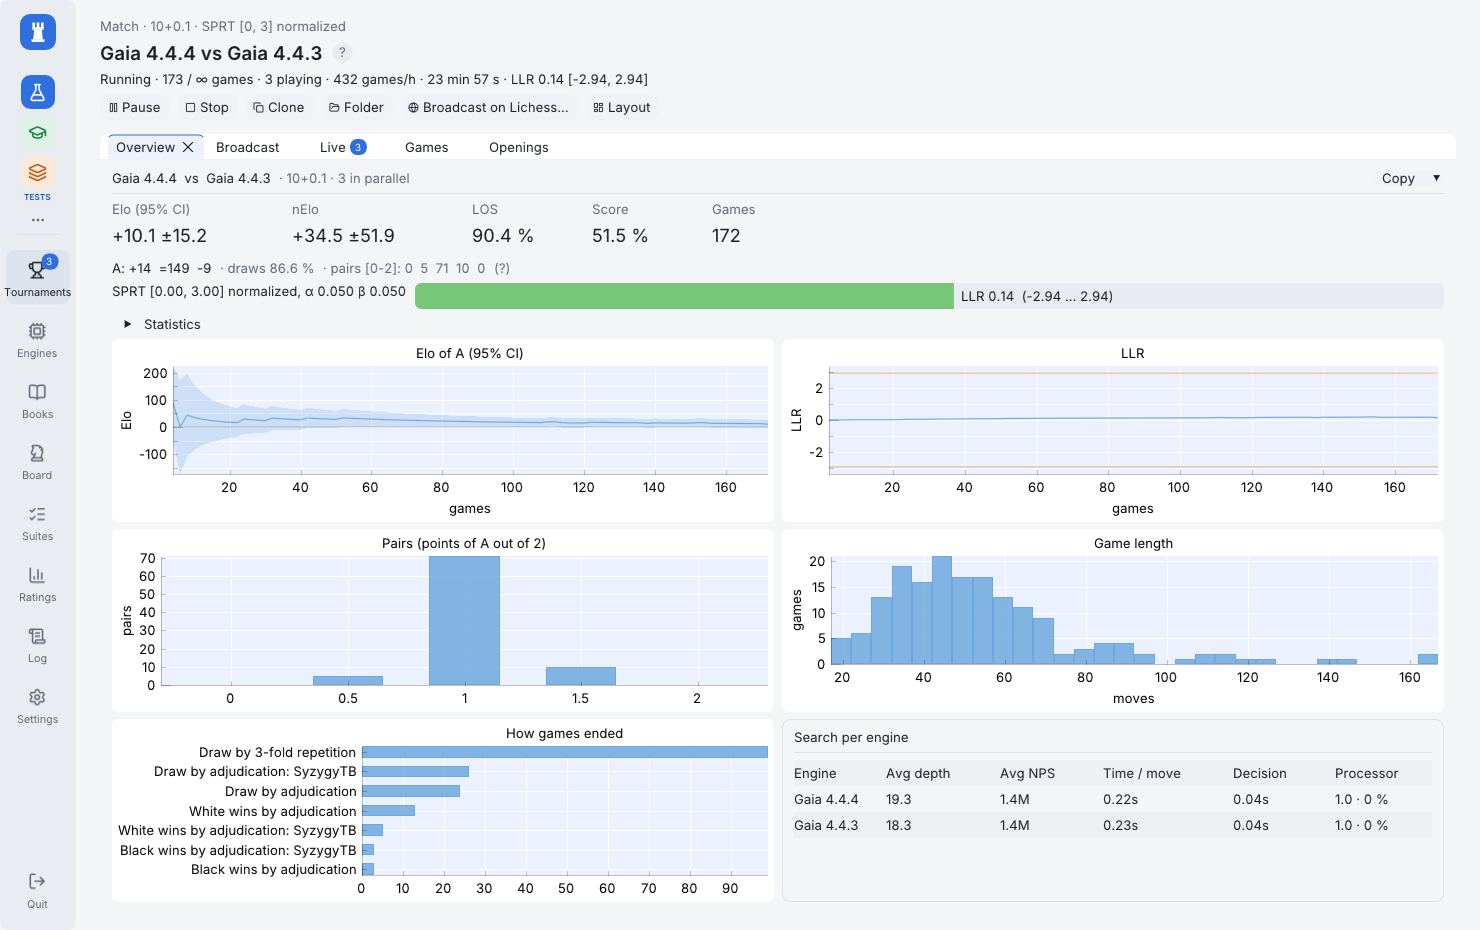 Match · 10+0.1 · SPRT [0, 3] normalized
Gaia 4.4.4 vs Gaia 4.4.3 ?
Running · 173 / ∞ games · 3 playing · 432 games/h · 23 min 57 s · LLR 0.14 [-2.94, 2.94]
Pause Stop Clone Folder Broadcast on Lichess... Layout
Overview Broadcast Live 3 Games Openings
TESTS
...
3
Tournaments
Engines
Books
Board
Suites
Ratings
Log
Settings
Quit
Gaia 4.4.4 vs Gaia 4.4.3 · 10+0.1 · 3 in parallel Copy
Elo (95% CI) nElo LOS Score Games
+10.1 ±15.2 +34.5 ±51.9 90.4 % 51.5 % 172
A: +14 =149 -9 · draws 86.6 % · pairs [0-2]: 0 5 71 10 0 (?)
SPRT [0.00, 3.00] normalized, α 0.050 β 0.050 LLR 0.14 (-2.94 ... 2.94)
Statistics
Elo of A (95% CI)
Elo
200
100
0
-100
20 40 60 80 100 120 140 160
games
LLR
LLR
2
0
-2
20 40 60 80 100 120 140 160
games
Pairs (points of A out of 2)
pairs
70
60
50
40
30
20
10
0
0 0.5 1 1.5 2
Game length
games
20
15
10
5
0
20 40 60 80 100 120 140 160
moves
How games ended
Draw by 3-fold repetition
Draw by adjudication: SyzygyTB
Draw by adjudication
White wins by adjudication
White wins by adjudication: SyzygyTB
Black wins by adjudication: SyzygyTB
Black wins by adjudication
0 10 20 30 40 50 60 70 80 90
Search per engine
Engine Avg depth Avg NPS Time / move Decision Processor
Gaia 4.4.4 19.3 1.4M 0.22s 0.04s 1.0 · 0 %
Gaia 4.4.3 18.3 1.4M 0.23s 0.04s 1.0 · 0 %